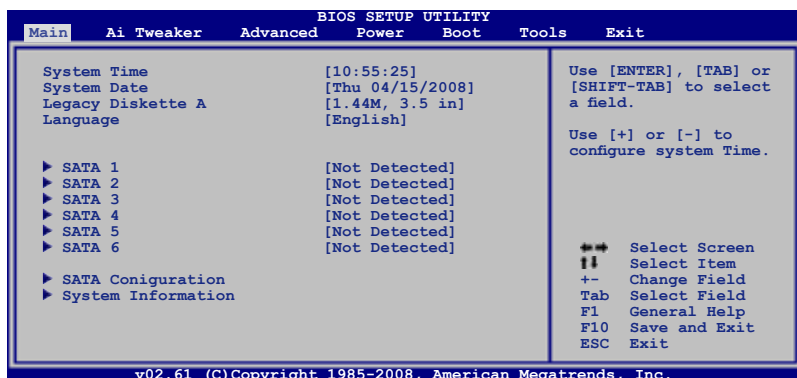 BIOS SETUP UTILITY
Main Ai Tweaker Advanced Power Boot Tools Exit
System Time [10:55:25]
System Date [Thu 04/15/2008]
Legacy Diskette A [1.44M, 3.5 in]
Language [English]
SATA 1 [Not Detected]
SATA 2 [Not Detected]
SATA 3 [Not Detected]
SATA 4 [Not Detected]
SATA 5 [Not Detected]
SATA 6 [Not Detected]
SATA Coniguration
System Information
Use [ENTER], [TAB] or
[SHIFT-TAB] to select
a field.
Use [+] or [-] to
configure system Time.
Select Screen
Select Item
+- Change Field
Tab Select Field
F1 General Help
F10 Save and Exit
ESC Exit
v02.61 (C)Copyright 1985-2008, American Megatrends, Inc.